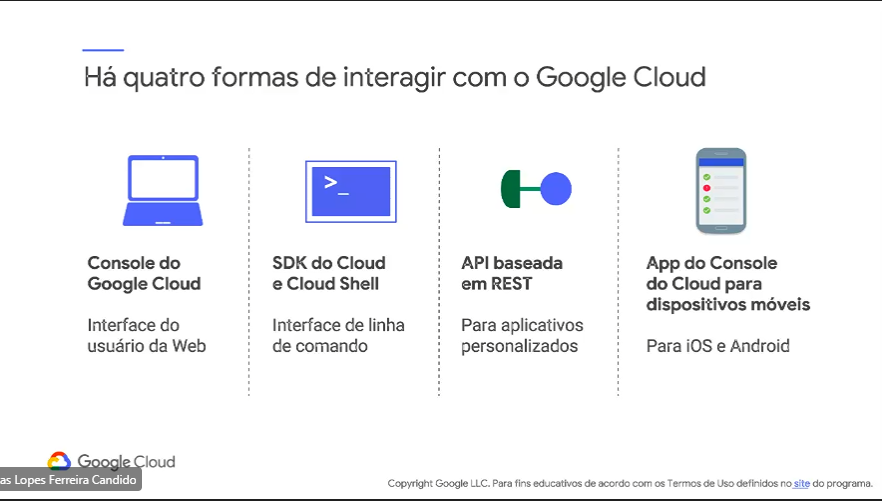 Há quatro formas de interagir com o Google Cloud
>_
Console do
Google Cloud
Interface do
usuário da Web
SDK do Cloud
e Cloud Shell
Interface de linha
de comando
API baseada
em REST
Para aplicativos
personalizados
App do Console
do Cloud para
dispositivos móveis
Para iOS e Android
Google Cloud
as Lopes Ferreira Candido
Copyright Google LLC. Para fins educativos de acordo com os Termos de Uso definidos no site do programa.